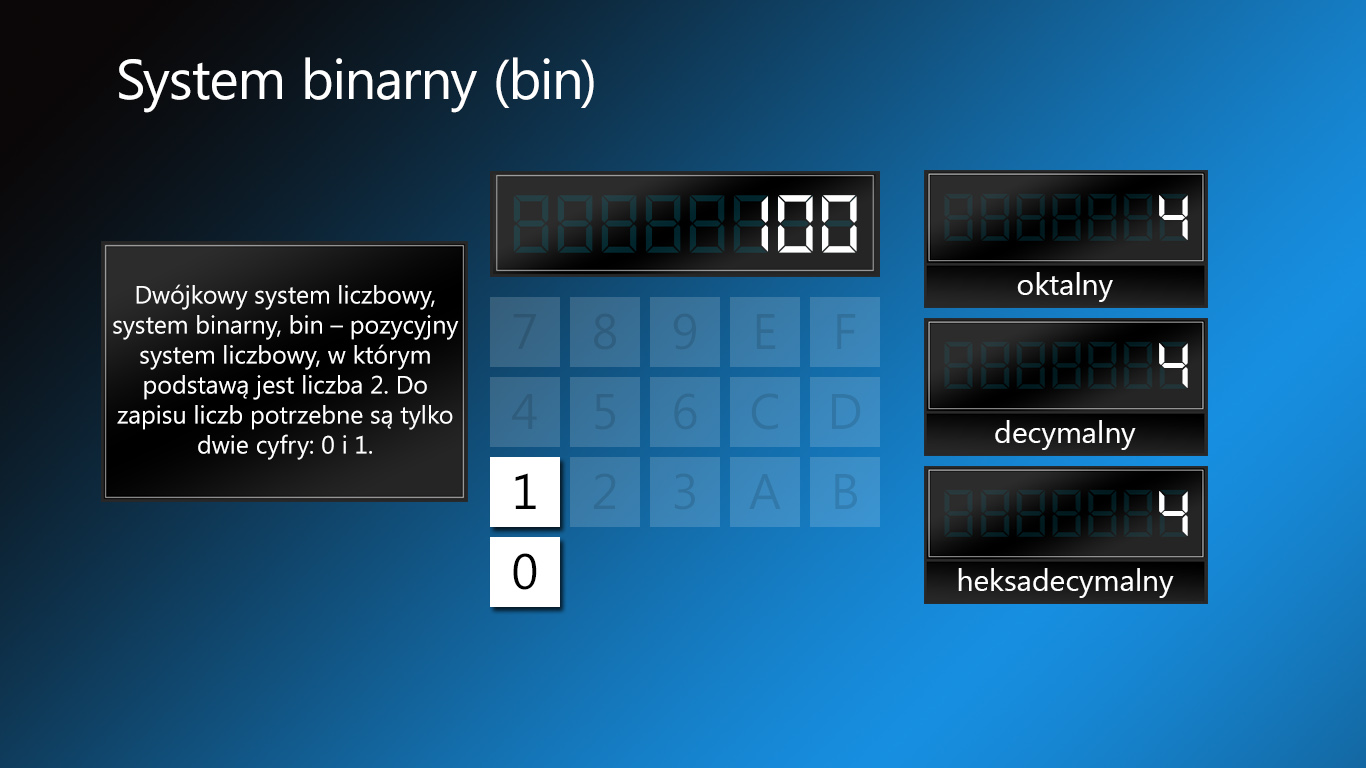 System binarny (bin)
Dwójkowy system liczbowy,
system binarny, bin – pozycyjny
system liczbowy, w którym
podstawą jest liczba 2. Do
zapisu liczb potrzebne są tylko
dwie cyfry: 0 i 1.
100
7 8 9 E F
4 5 6 C D
1 2 3 A B
0
4
oktalny
4
decymalny
4
heksadecymalny